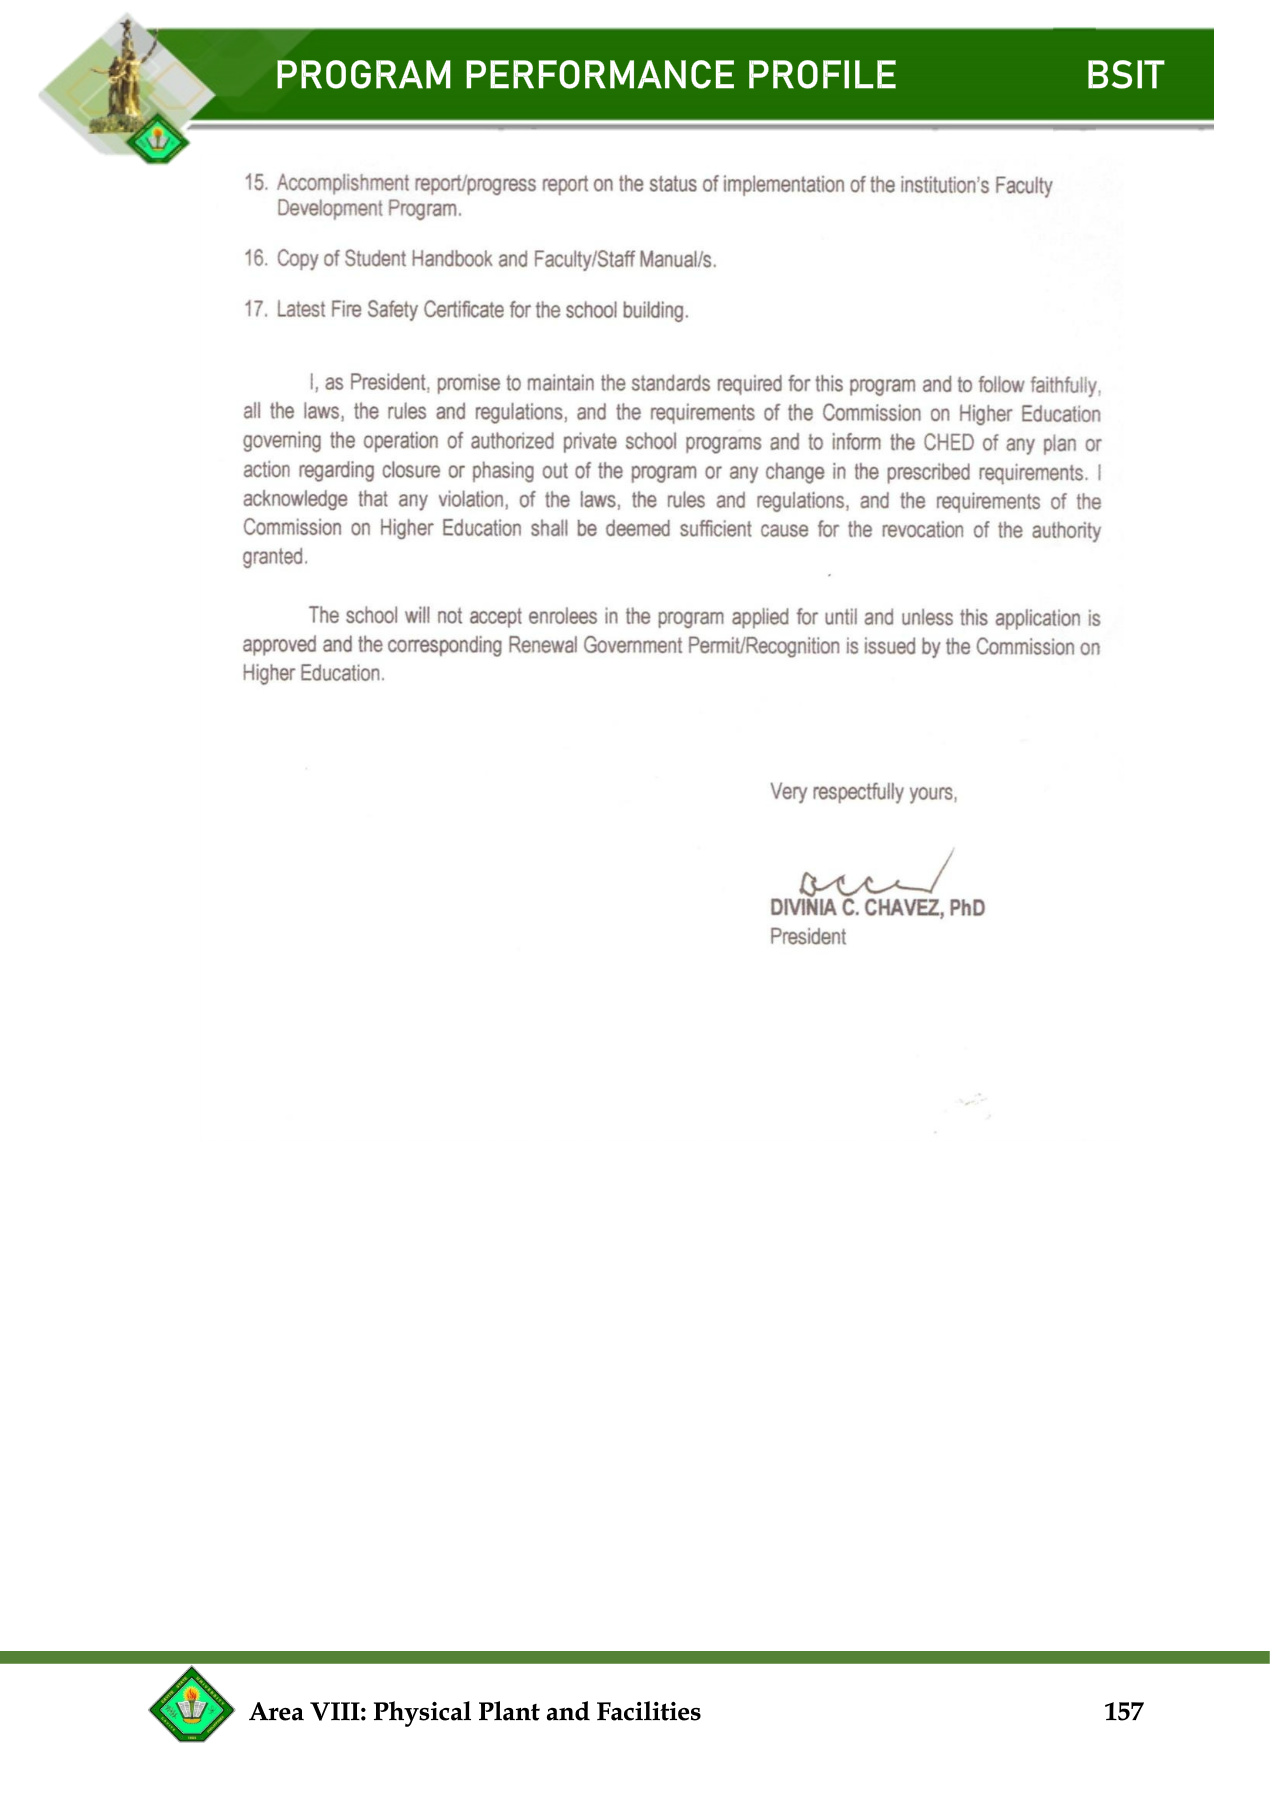 PROGRAM PERFORMANCE PROFILE BSIT
15. Accomplishment report/progress report on the status of implementation of the institution's Faculty
Development Program.
16. Copy of Student Handbook and Faculty/Staff Manual/s.
17. Latest Fire Safety Certificate for the school building.
I, as President, promise to maintain the standards required for this program and to follow faithfully,
all the laws, the rules and regulations, and the requirements of the Commission on Higher Education
governing the operation of authorized private school programs and to inform the CHED of any plan or
action regarding closure or phasing out of the program or any change in the prescribed requirements. I
acknowledge that any violation, of the laws, the rules and regulations, and the requirements of the
Commission on Higher Education shall be deemed sufficient cause for the revocation of the authority
granted.
The school will not accept enrolees in the program applied for until and unless this application is
approved and the corresponding Renewal Government Permit/Recognition is issued by the Commission on
Higher Education.
Very respectfully yours,
DIVINIA C. CHAVEZ, PhD
President
Area VIII: Physical Plant and Facilities 157